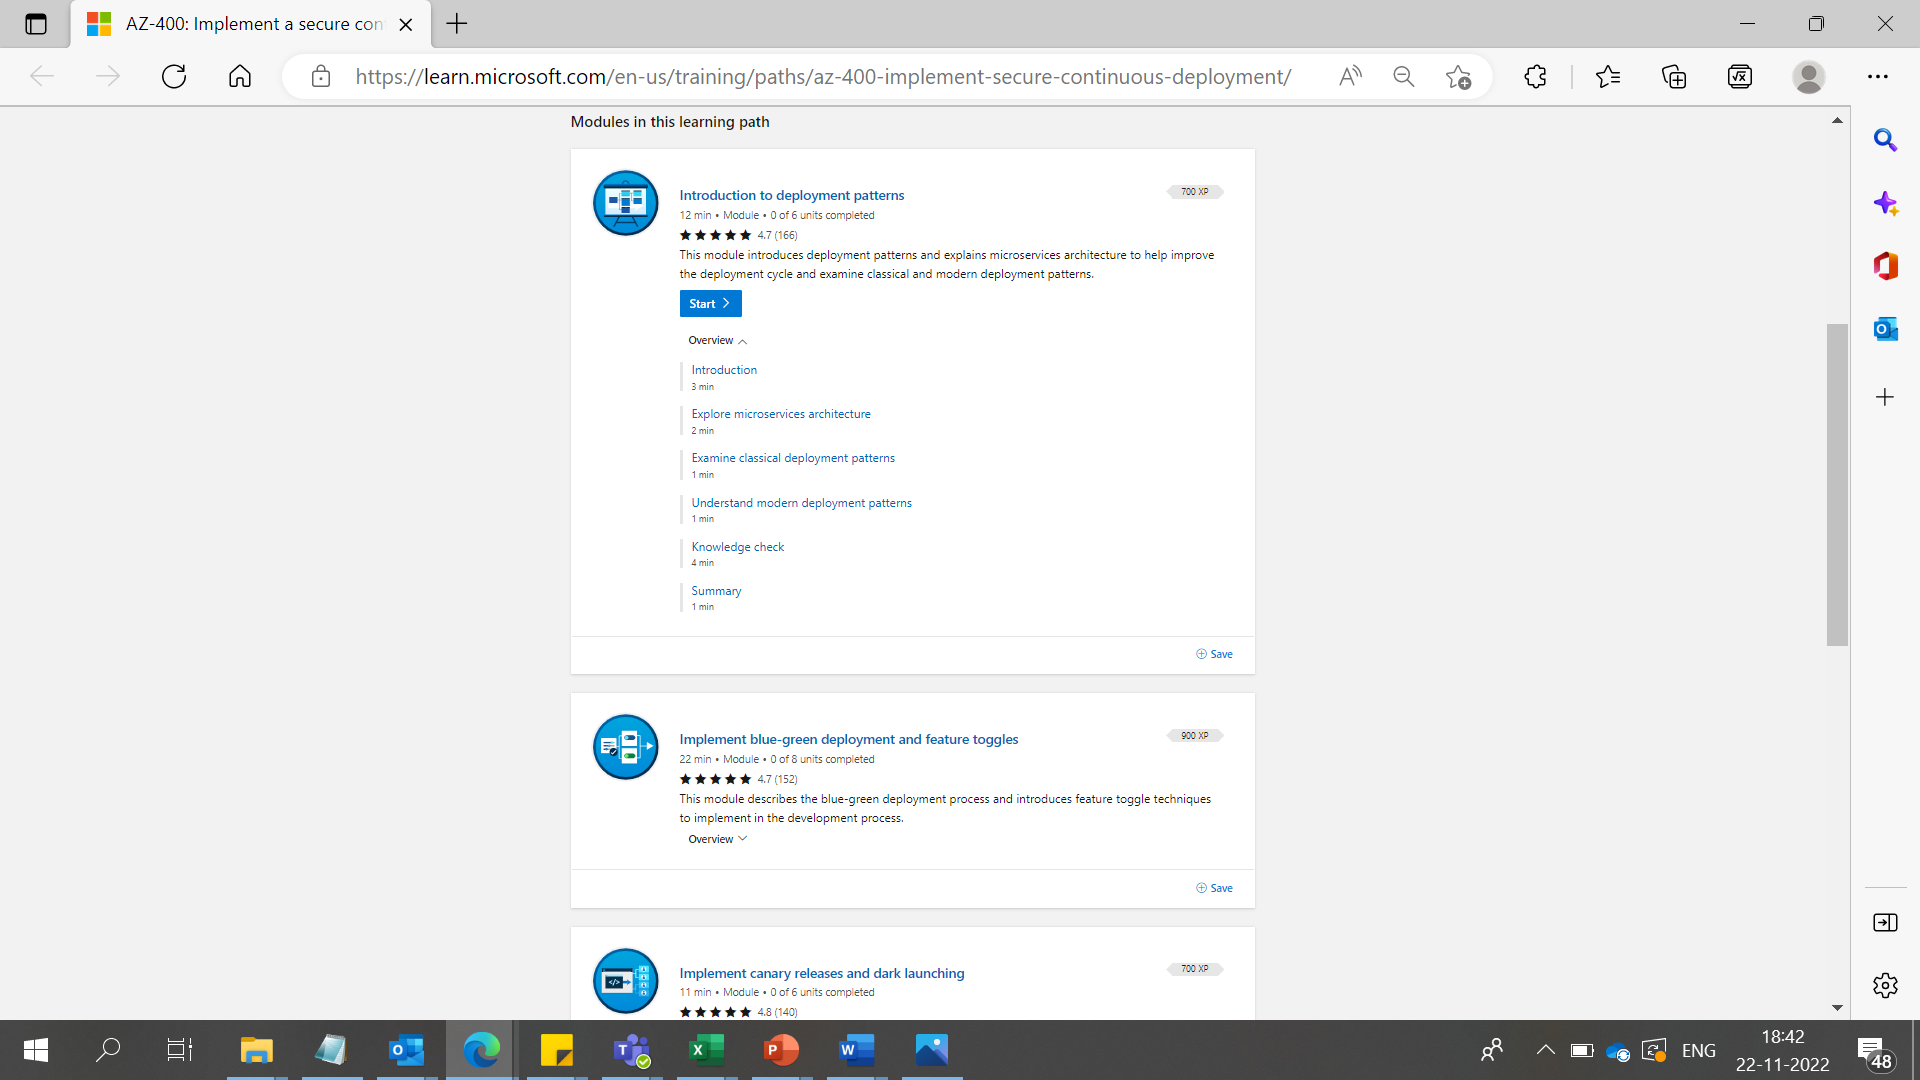 AZ-400: Implement a secure con
https://learn.microsoft.com/en-us/training/paths/az-400-implement-secure-continuous-deployment/
Modules in this learning path
Introduction to deployment patterns
700 XP
12 min • Module • 0 of 6 units completed
4.7 (166)
This module introduces deployment patterns and explains microservices architecture to help improve
the deployment cycle and examine classical and modern deployment patterns.
Start
Overview
Introduction
3 min
Explore microservices architecture
2 min
Examine classical deployment patterns
1 min
Understand modern deployment patterns
1 min
Knowledge check
4 min
Summary
1 min
Save
Implement blue-green deployment and feature toggles
900 XP
22 min • Module • 0 of 8 units completed
4.7 (152)
This module describes the blue-green deployment process and introduces feature toggle techniques
to implement in the development process.
Overview
Save
Implement canary releases and dark launching
700 XP
11 min • Module • 0 of 6 units completed
4.8 (140)
ENG
18:42
22-11-2022
48